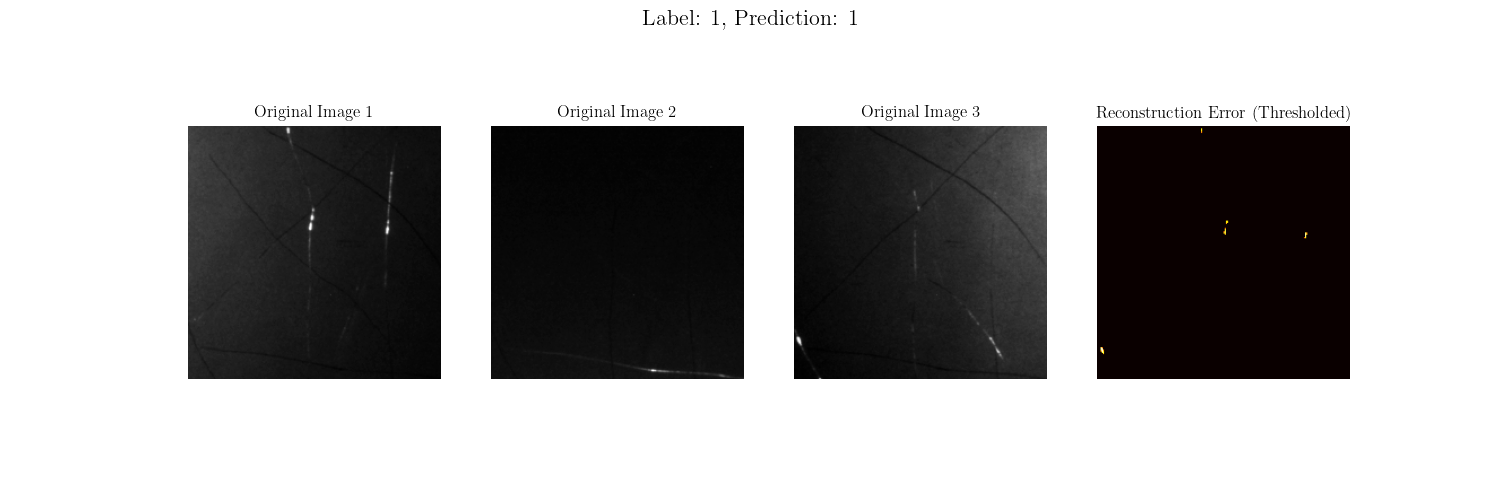 Label: 1, Prediction: 1
Original Image 1
Original Image 2
Original Image 3
Reconstruction Error (Thresholded)